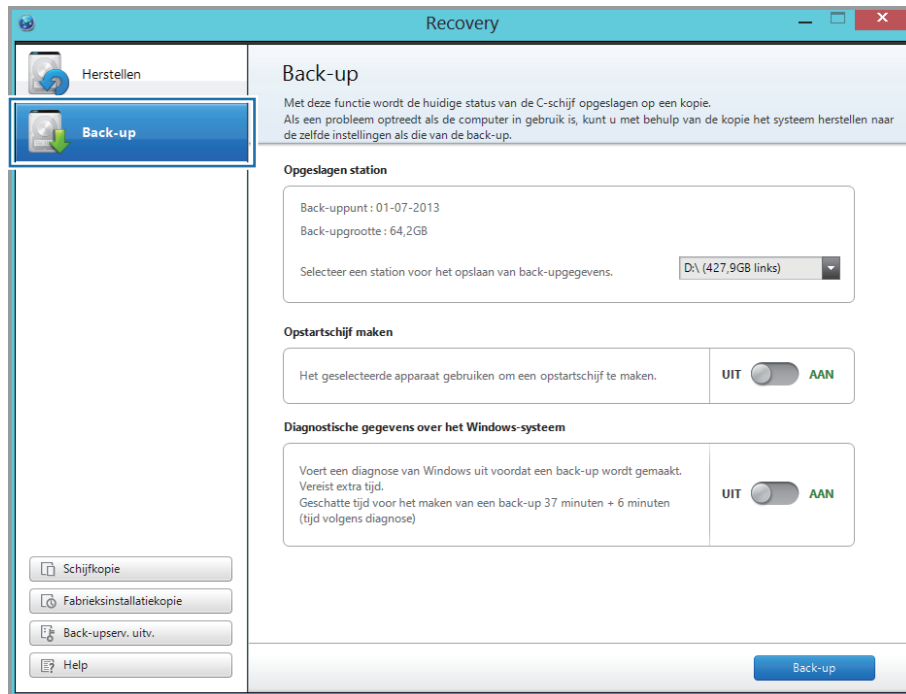 Recovery
Herstellen
Back-up
Schijfkopie
Fabrieksinstallatiekopie
Back-upserv. uitv.
Help
Back-up
Met deze functie wordt de huidige status van de C-schijf opgeslagen op een kopie.
Als een probleem optreedt als de computer in gebruik is, kunt u met behulp van de kopie het systeem herstellen naar
de zelfde instellingen als die van de back-up.
Opgeslagen station
Back-uppunt : 01-07-2013
Back-upgrootte : 64,2GB
Selecteer een station voor het opslaan van back-upgegevens.
D:\ (427,9GB links)
Opstartschijf maken
Het geselecteerde apparaat gebruiken om een opstartschijf te maken.
UIT AAN
Diagnostische gegevens over het Windows-systeem
Voert een diagnose van Windows uit voordat een back-up wordt gemaakt.
Vereist extra tijd.
Geschatte tijd voor het maken van een back-up 37 minuten + 6 minuten
(tijd volgens diagnose)
UIT AAN
Back-up